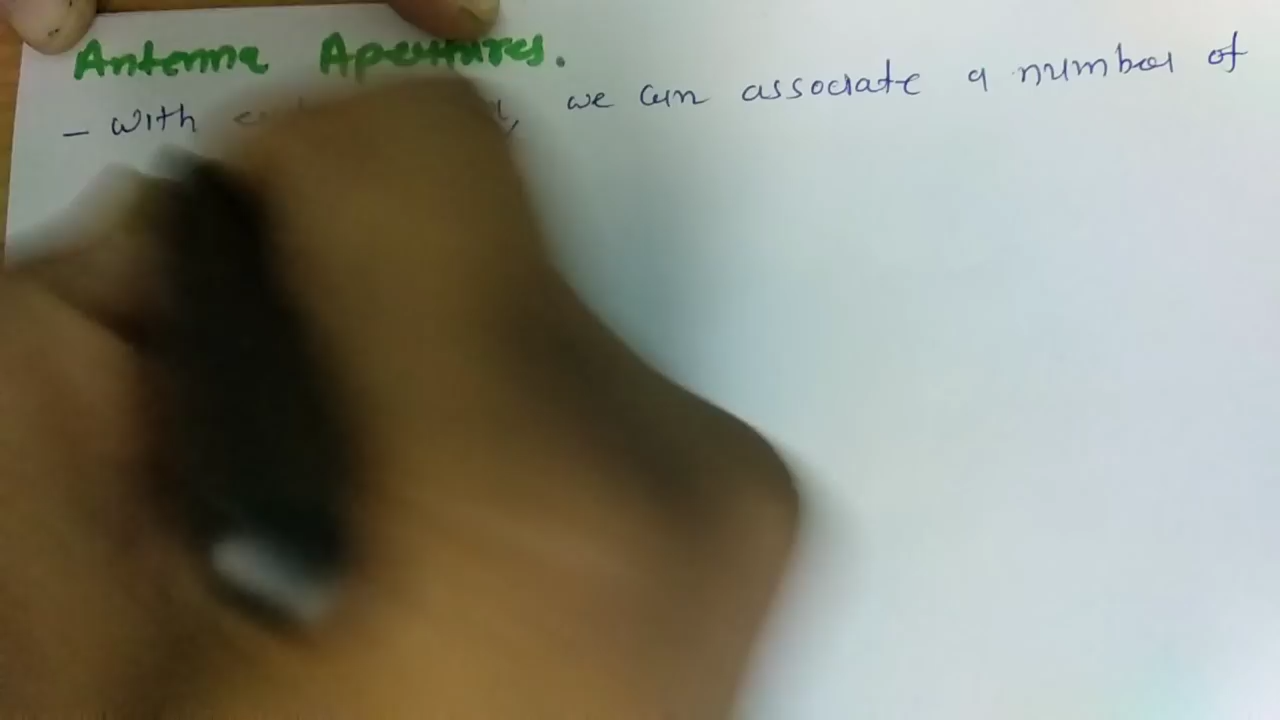 Antenna Apertures.
- With we can associate a number of